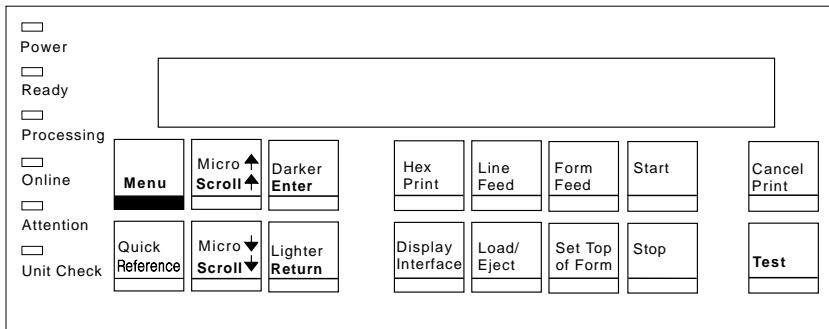 Power
Ready
Processing
Online
Attention
Unit Check
Menu
Micro
Scroll
Darker
Enter
Hex
Print
Line
Feed
Form
Feed
Start
Cancel
Print
Quick
Reference
Micro
Scroll
Lighter
Return
Display
Interface
Load/
Eject
Set Top
of Form
Stop
Test